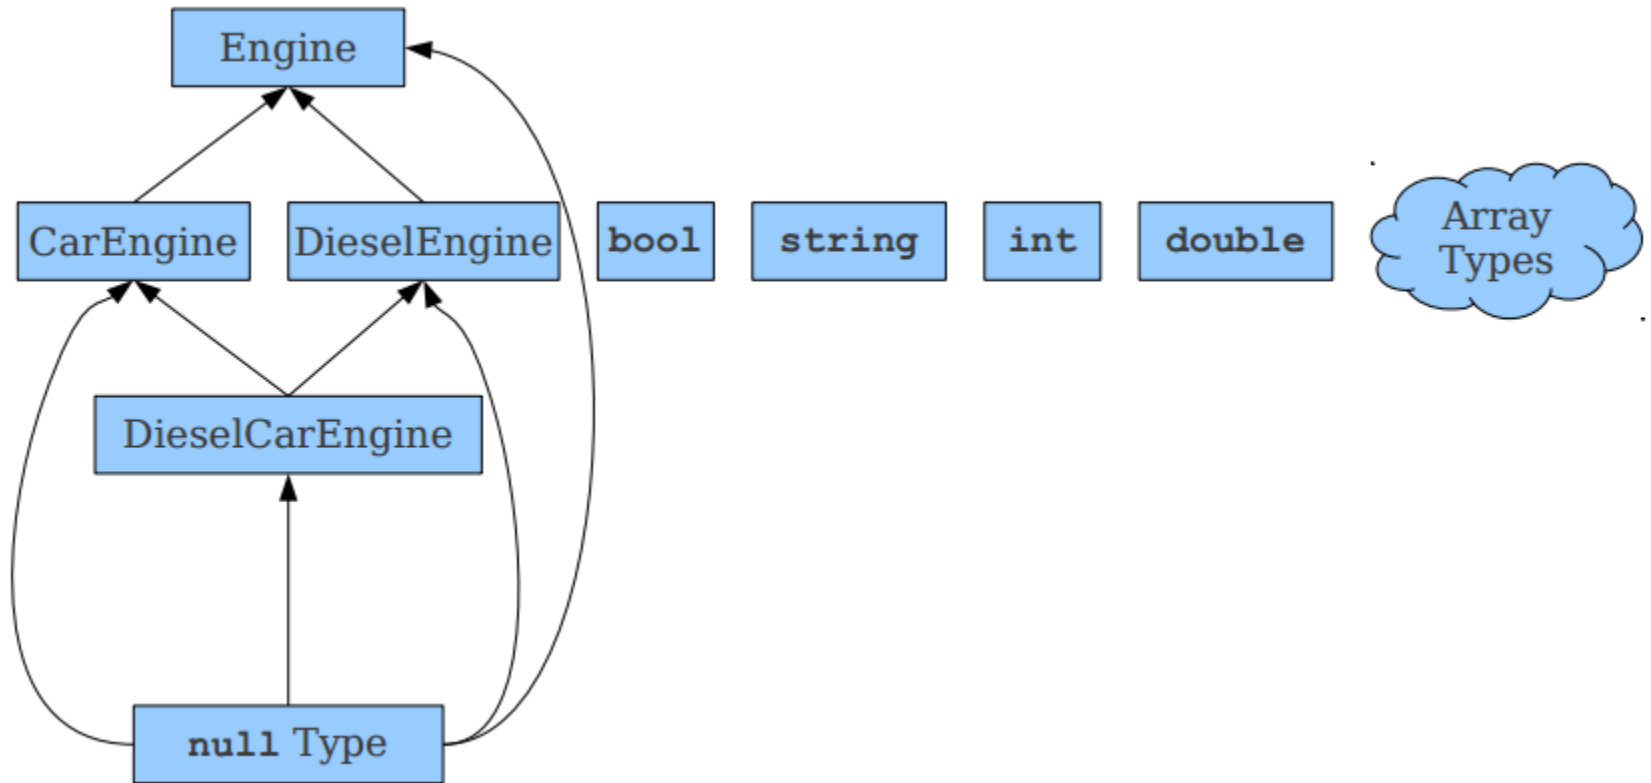 Engine
CarEngine
DieselEngine
bool
string
int
double
Array
Types
DieselCarEngine
null Type